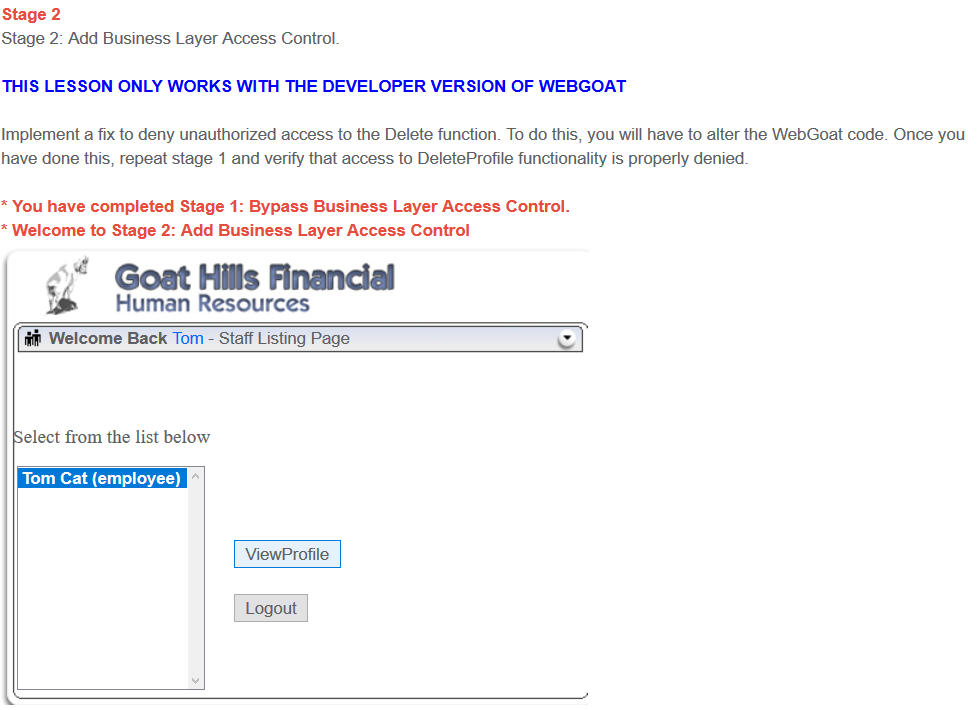 Stage 2
Stage 2: Add Business Layer Access Control.
THIS LESSON ONLY WORKS WITH THE DEVELOPER VERSION OF WEBGOAT
Implement a fix to deny unauthorized access to the Delete function. To do this, you will have to alter the WebGoat code. Once you
have done this, repeat stage 1 and verify that access to DeleteProfile functionality is properly denied.
* You have completed Stage 1: Bypass Business Layer Access Control.
* Welcome to Stage 2: Add Business Layer Access Control
Goat Hills Financial
Human Resources
Welcome Back Tom - Staff Listing Page
Select from the list below
Tom Cat (employee)
ViewProfile
Logout